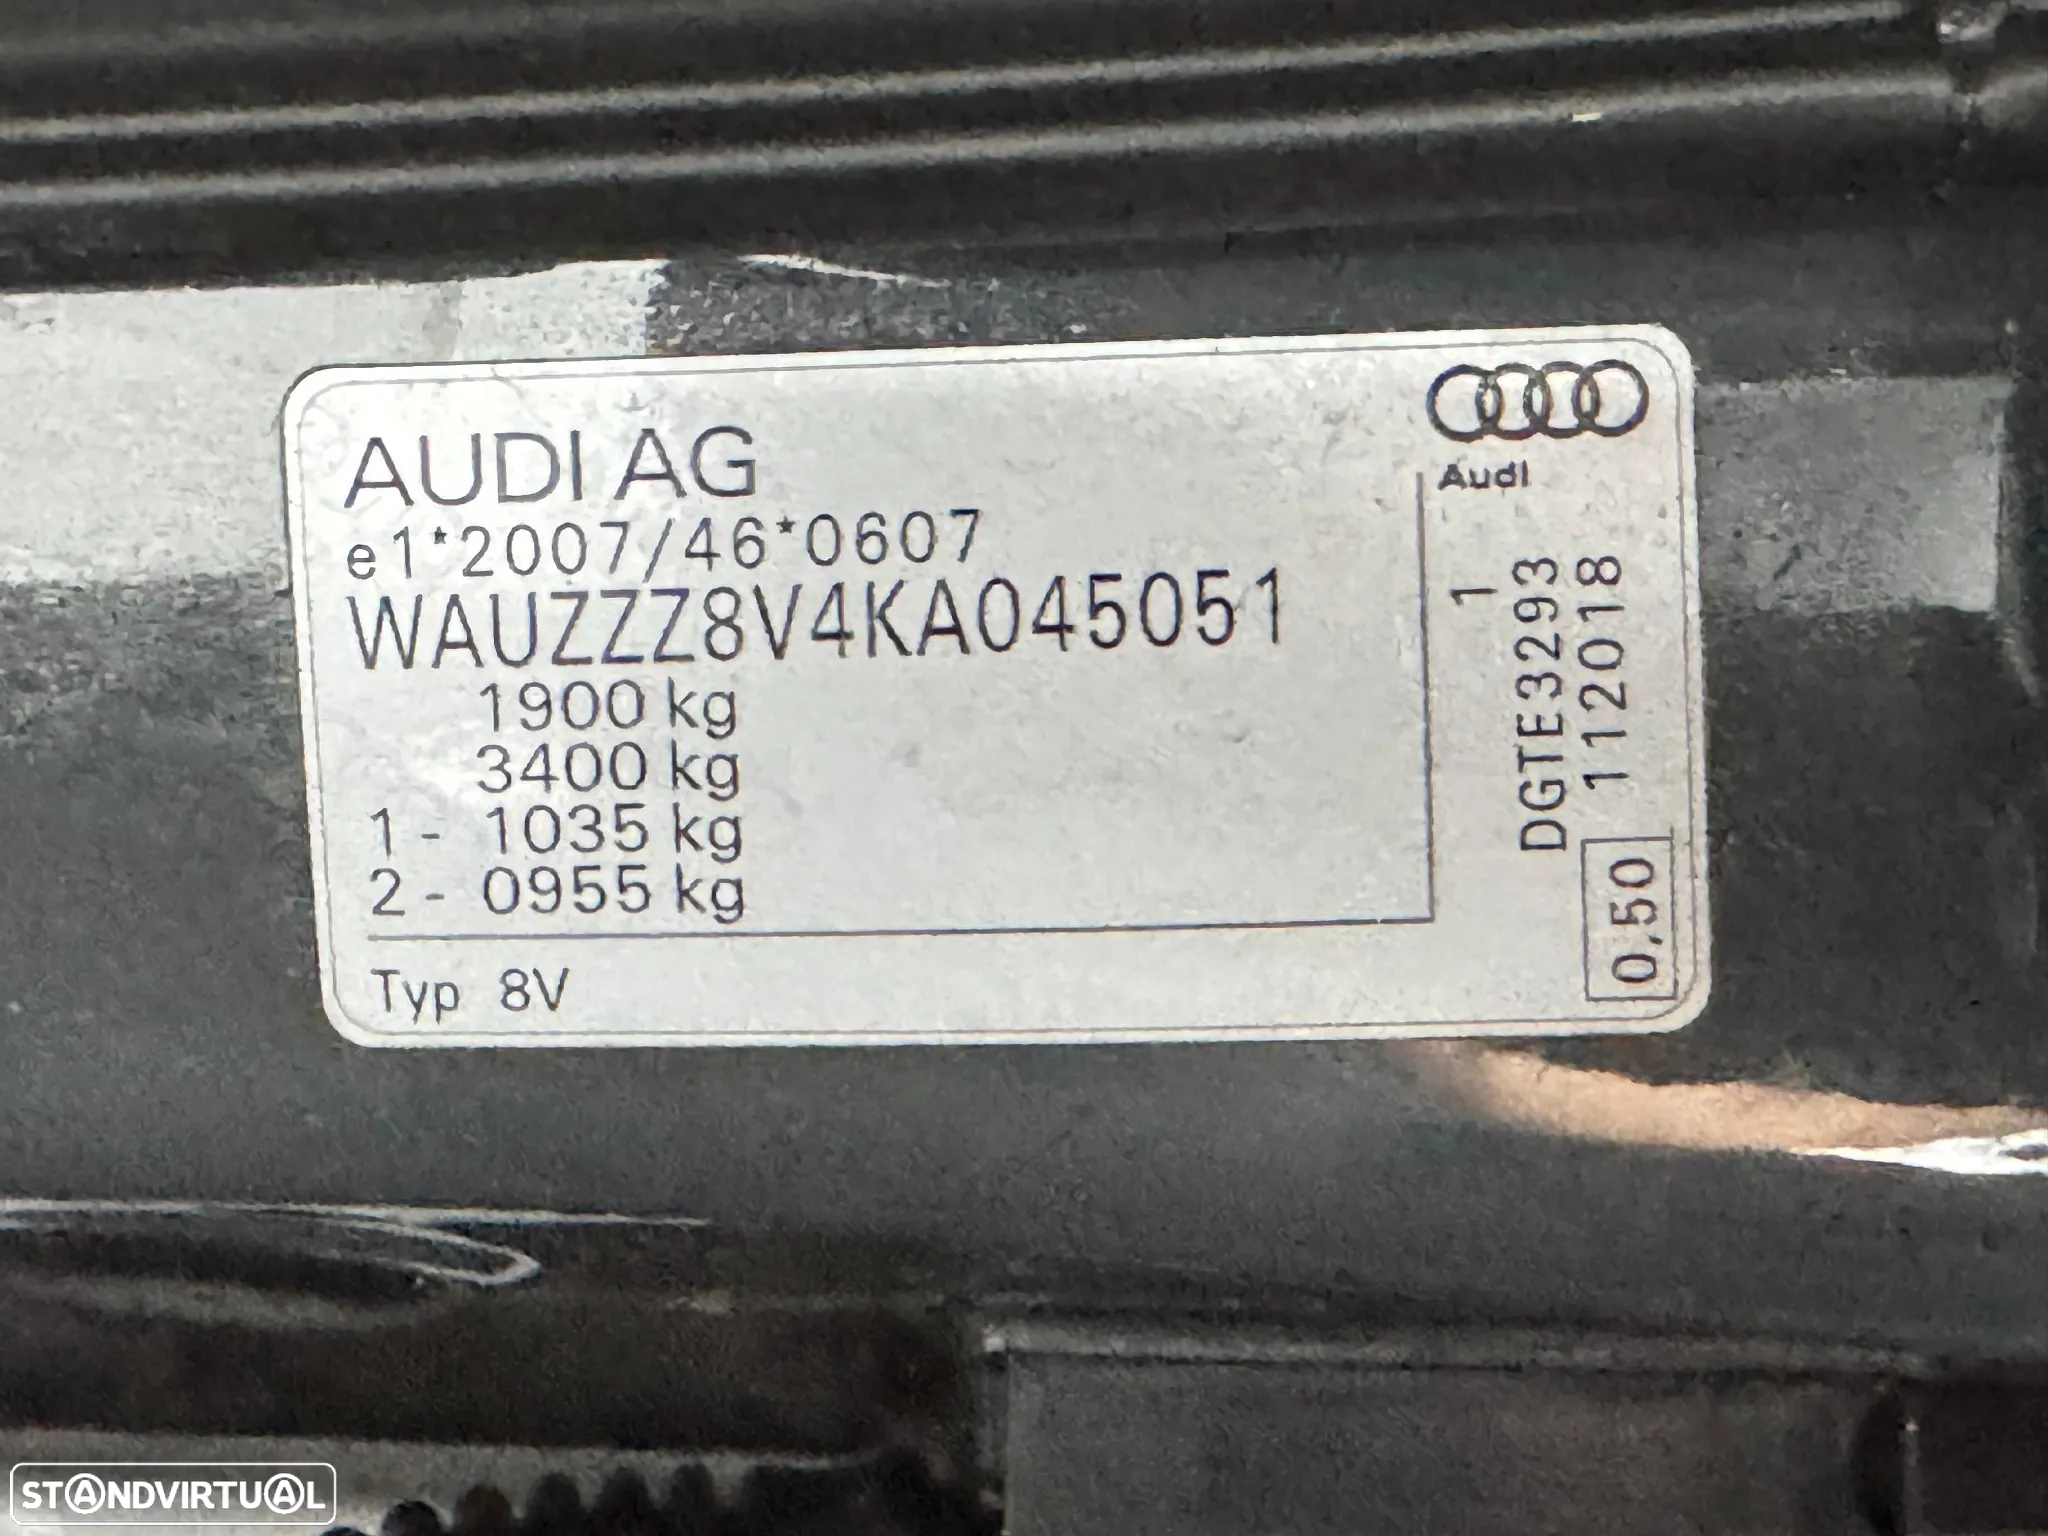 AUDI AG
e1*2007/46*0607
WAUZZZ8V4KA045051
1900 kg
3400 kg
1 - 1035 kg
2 - 0955 kg
Typ 8V
Audi
1
DGTE3293
112018
0,50
STANDVIRTUAL